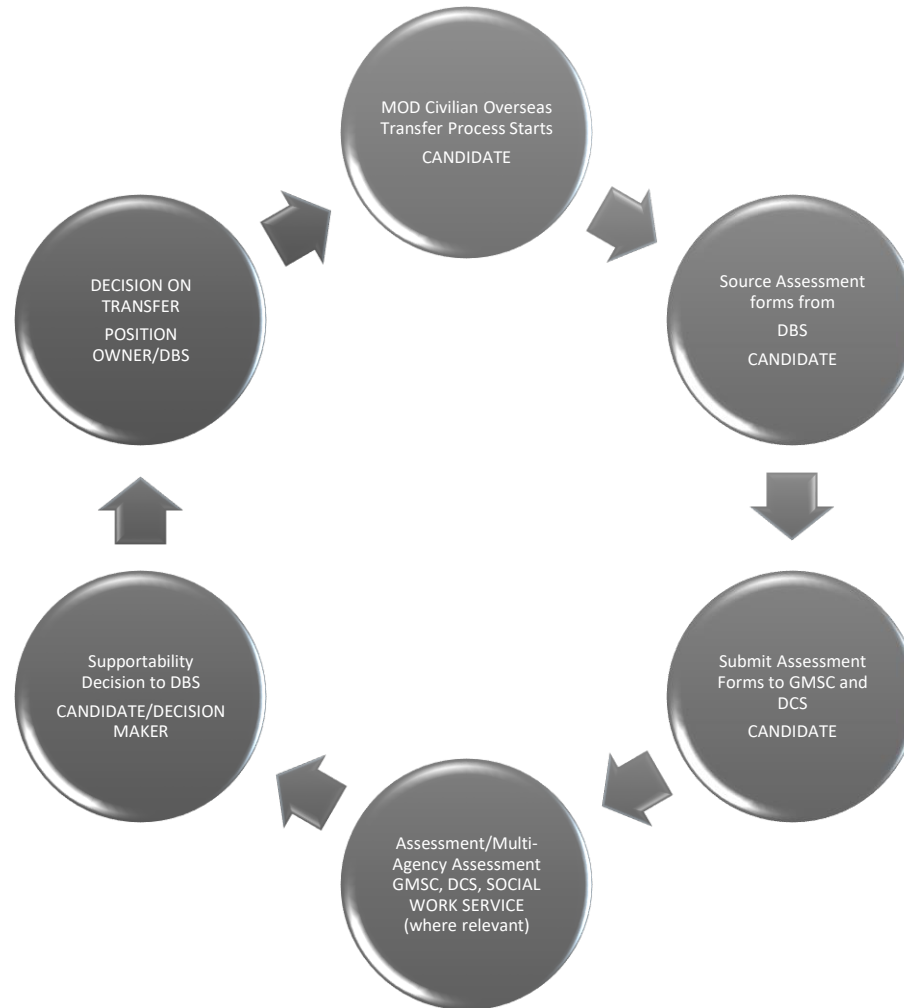 MOD Civilian Overseas
Transfer Process Starts
CANDIDATE
Source Assessment
forms from
DBS
CANDIDATE
Submit Assessment
Forms to GMSC and
DCS
CANDIDATE
Assessment/Multi-
Agency Assessment
GMSC, DCS, SOCIAL
WORK SERVICE
(where relevant)
Supportability
Decision to DBS
CANDIDATE/DECISION
MAKER
DECISION ON
TRANSFER
POSITION
OWNER/DBS